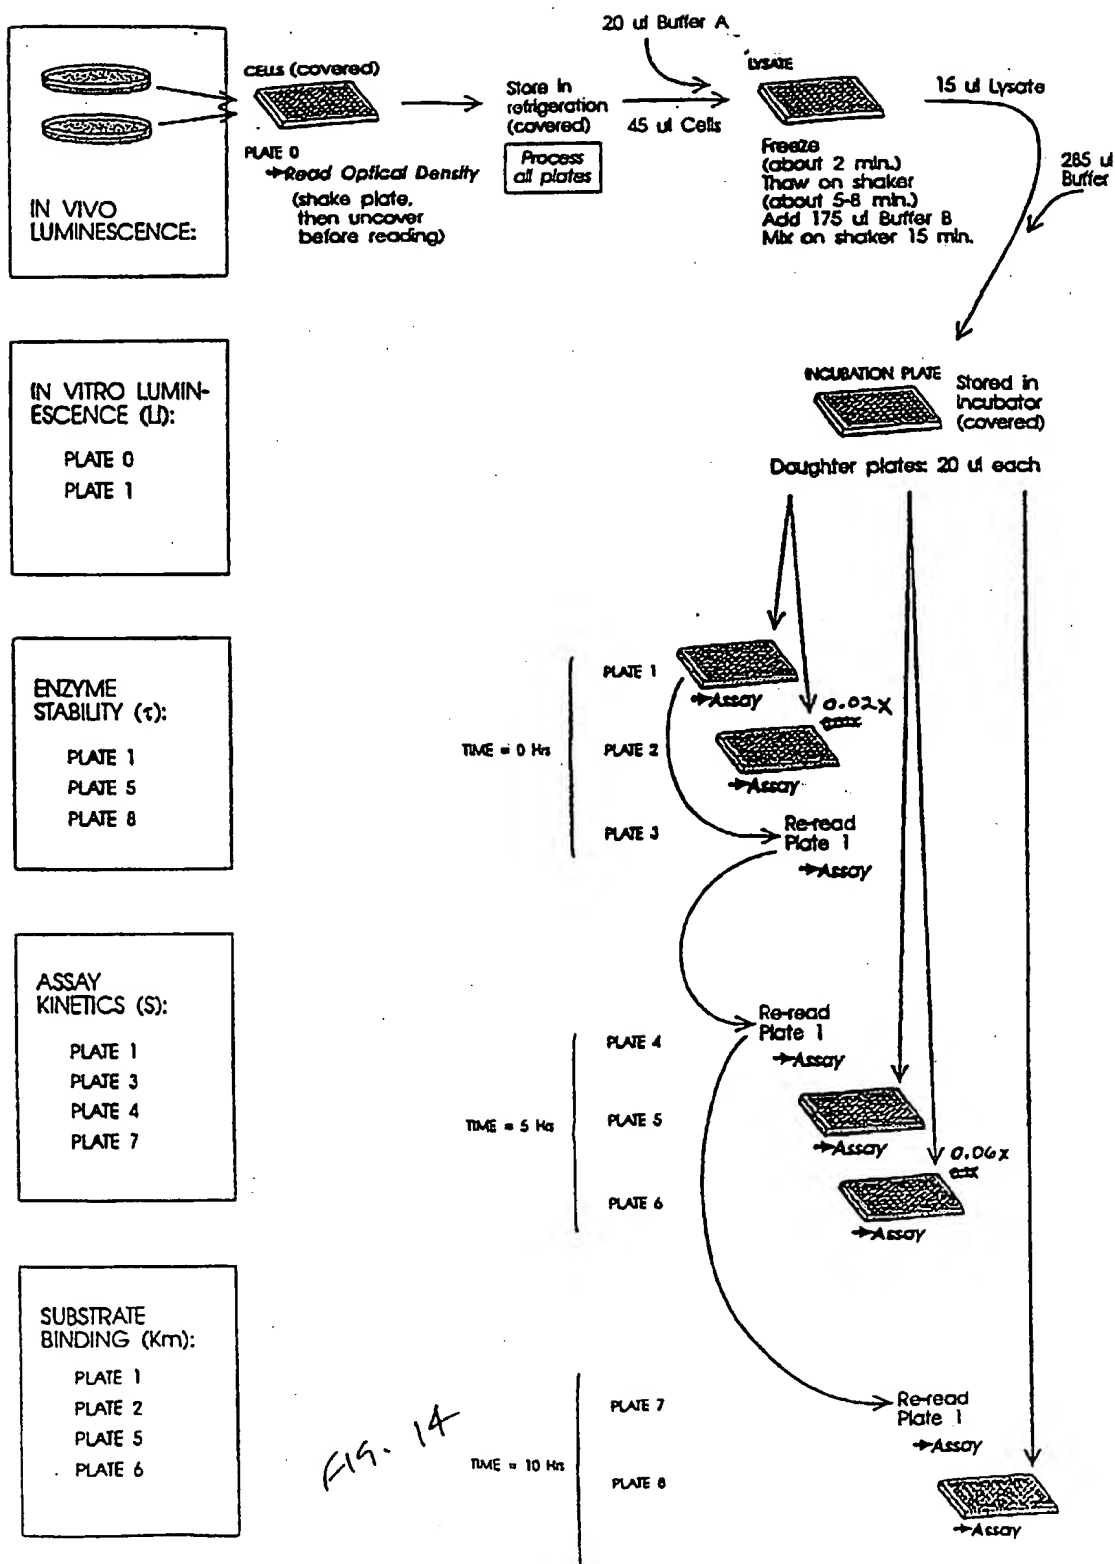 20 ul Buffer A
CELLS (covered)
Store in
refrigeration
(covered)
Process
all plates
45 ul Cells
LYSATE
15 ul Lysate
285 ul
Buffer
PLATE 0
→Read Optical Density
(shake plate,
then uncover
before reading)
Freeze
(about 2 min.)
Thaw on shaker
(about 5-8 min.)
Add 175 ul Buffer B
Mix on shaker 15 min.
IN VIVO
LUMINESCENCE:
IN VITRO LUMIN-
ESCENCE (LI):
PLATE 0
PLATE 1
INCUBATION PLATE
Stored in
incubator
(covered)
Daughter plates: 20 ul each
ENZYME
STABILITY (τ):
PLATE 1
PLATE 5
PLATE 8
TIME = 0 Hrs
PLATE 1
→Assay
0.02X
PLATE 2
→Assay
PLATE 3
Re-read
Plate 1
→Assay
ASSAY
KINETICS (S):
PLATE 1
PLATE 3
PLATE 4
PLATE 7
TIME = 5 Hrs
PLATE 4
Re-read
Plate 1
→Assay
PLATE 5
→Assay
0.06X
PLATE 6
→Assay
SUBSTRATE
BINDING (Km):
PLATE 1
PLATE 2
PLATE 5
PLATE 6
FIG. 14
TIME = 10 Hrs
PLATE 7
Re-read
Plate 1
→Assay
PLATE 8
→Assay